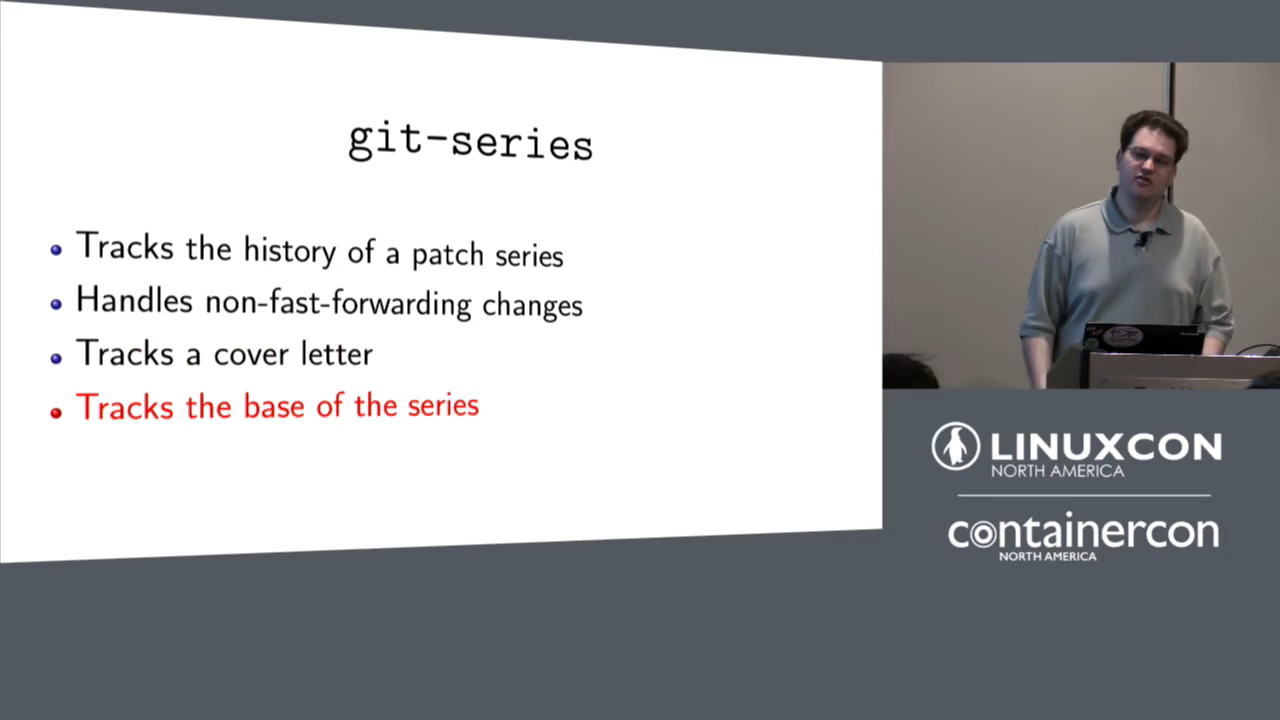 git-series
Tracks the history of a patch series
Handles non-fast-forwarding changes
Tracks a cover letter
Tracks the base of the series
LINUXCON
NORTH AMERICA
containercon
NORTH AMERICA